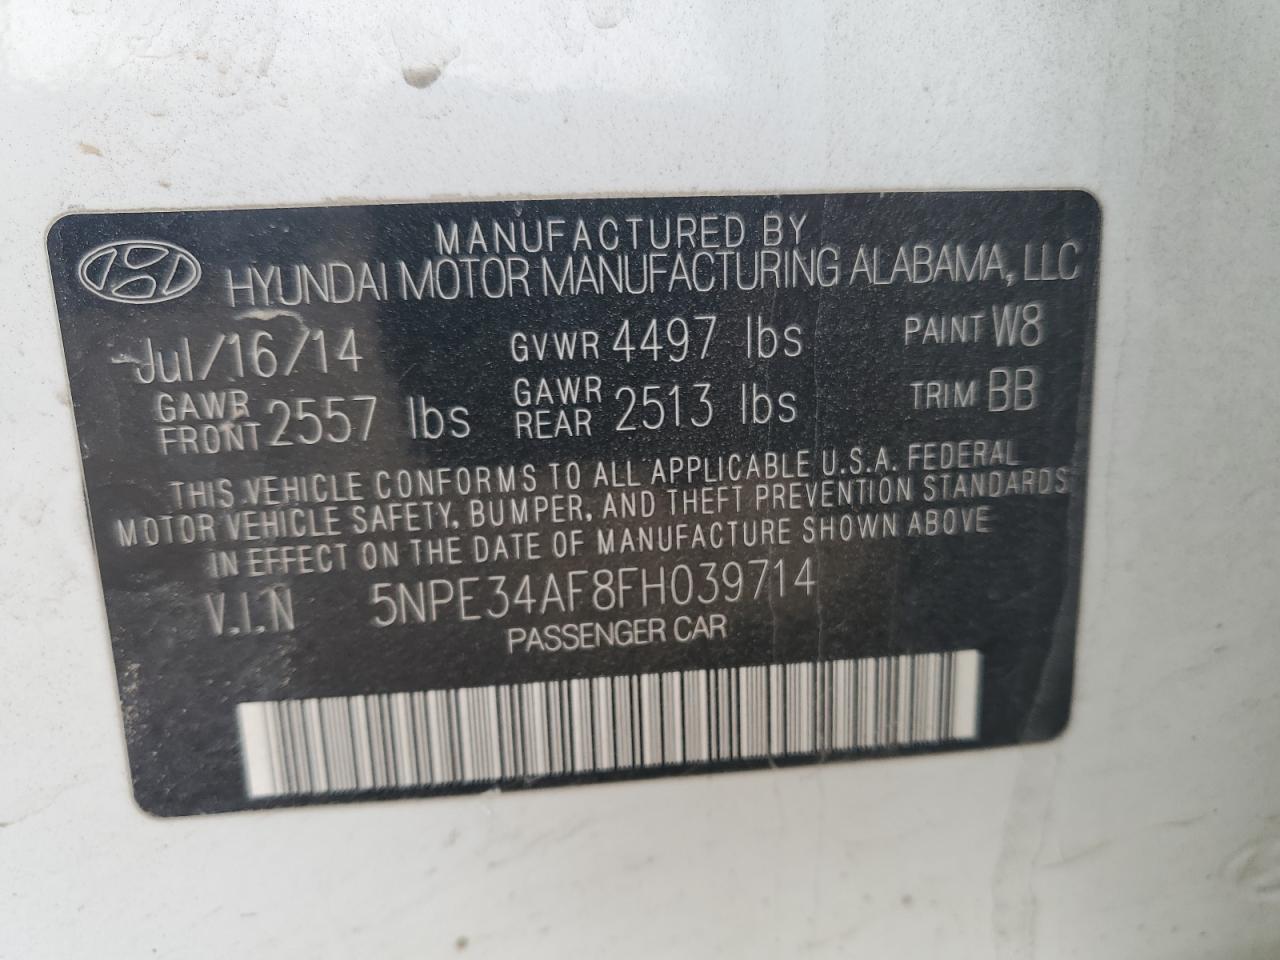 MANUFACTURED BY
HYUNDAI MOTOR MANUFACTURING ALABAMA, LLC
Jul/16/14 GVWR 4497 lbs PAINT W8
GAWR FRONT 2557 lbs GAWR REAR 2513 lbs TRIM BB
THIS VEHICLE CONFORMS TO ALL APPLICABLE U.S.A. FEDERAL
MOTOR VEHICLE SAFETY, BUMPER, AND THEFT PREVENTION STANDARDS
IN EFFECT ON THE DATE OF MANUFACTURE SHOWN ABOVE
V.I.N 5NPE34AF8FH039714
PASSENGER CAR